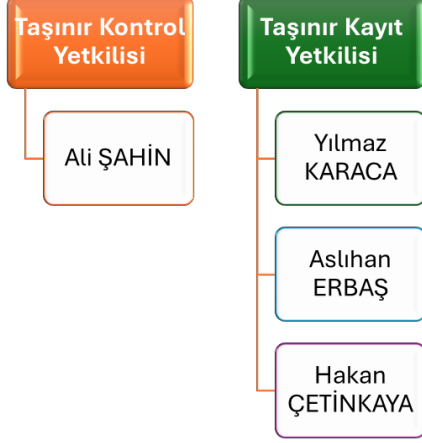 Taşınır Kontrol
Yetkilisi
Ali ŞAHİN
Taşınır Kayıt
Yetkilisi
Yılmaz
KARACA
Aslıhan
ERBAŞ
Hakan
ÇETİNKAYA